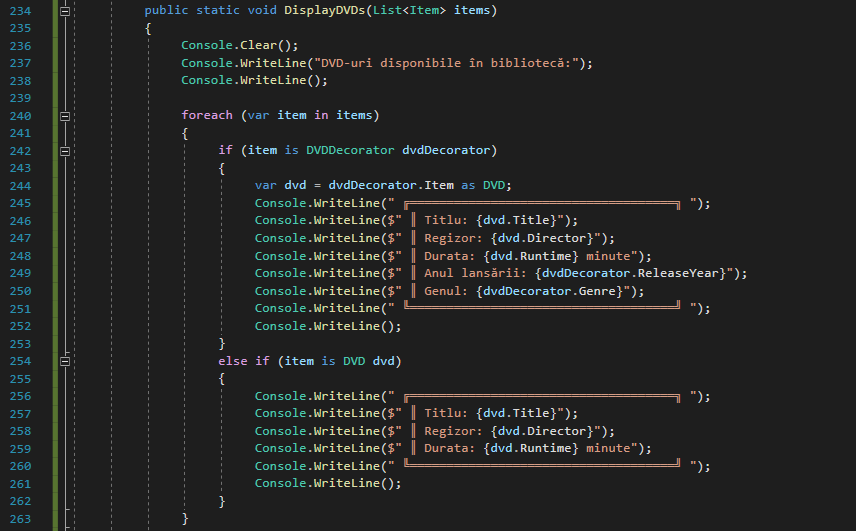 234 public static void DisplayDVDs(List<Item> items)
235 {
236 Console.Clear();
237 Console.WriteLine("DVD-uri disponibile în bibliotecă:");
238 Console.WriteLine();
239
240 foreach (var item in items)
241 {
242 if (item is DVDDecorator dvdDecorator)
243 {
244 var dvd = dvdDecorator.Item as DVD;
245 Console.WriteLine(" ╔════════════════════════════════════╗ ");
246 Console.WriteLine($" ║ Titlu: {dvd.Title}");
247 Console.WriteLine($" ║ Regizor: {dvd.Director}");
248 Console.WriteLine($" ║ Durata: {dvd.Runtime} minute");
249 Console.WriteLine($" ║ Anul lansării: {dvdDecorator.ReleaseYear}");
250 Console.WriteLine($" ║ Genul: {dvdDecorator.Genre}");
251 Console.WriteLine(" ╚════════════════════════════════════╝ ");
252 Console.WriteLine();
253 }
254 else if (item is DVD dvd)
255 {
256 Console.WriteLine(" ╔════════════════════════════════════╗ ");
257 Console.WriteLine($" ║ Titlu: {dvd.Title}");
258 Console.WriteLine($" ║ Regizor: {dvd.Director}");
259 Console.WriteLine($" ║ Durata: {dvd.Runtime} minute");
260 Console.WriteLine(" ╚════════════════════════════════════╝ ");
261 Console.WriteLine();
262 }
263 }